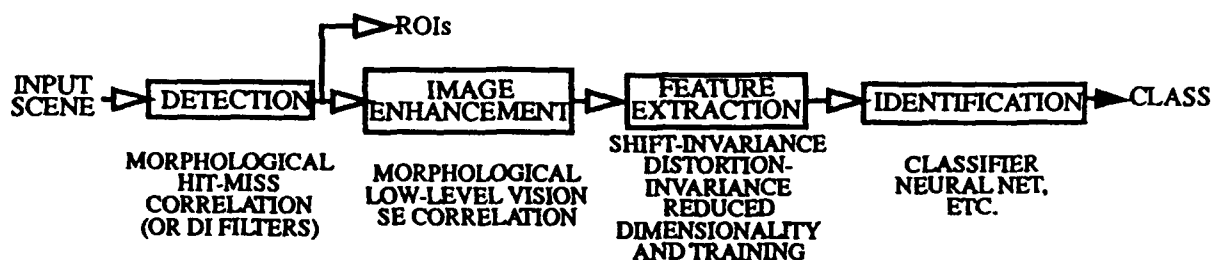 ROIs
INPUT
SCENE
DETECTION
IMAGE
ENHANCEMENT
FEATURE
EXTRACTION
IDENTIFICATION
CLASS
MORPHOLOGICAL
HIT-MISS
CORRELATION
(OR DI FILTERS)
MORPHOLOGICAL
LOW-LEVEL VISION
SE CORRELATION
SHIFT-INVARIANCE
DISTORTION-
INVARIANCE
REDUCED
DIMENSIONALITY
AND TRAINING
CLASSIFIER
NEURAL NET,
ETC.